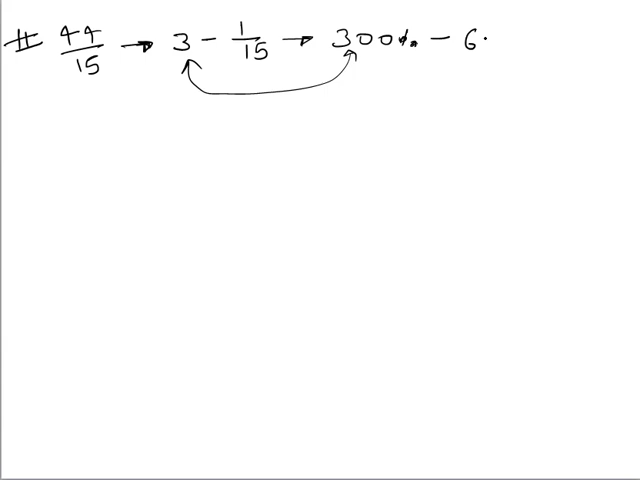 # 44/15 → 3 - 1/15 → 300% - 6.